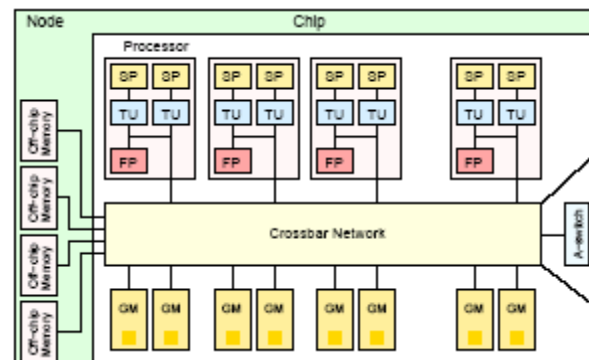 Node
Chip
Processor
SP SP SP SP SP SP SP SP
TU TU TU TU TU TU TU TU
FP FP FP FP
Off-chip
Memory
Off-chip
Memory
Off-chip
Memory
Off-chip
Memory
Crossbar Network
A-switch
GM GM GM GM GM GM GM GM